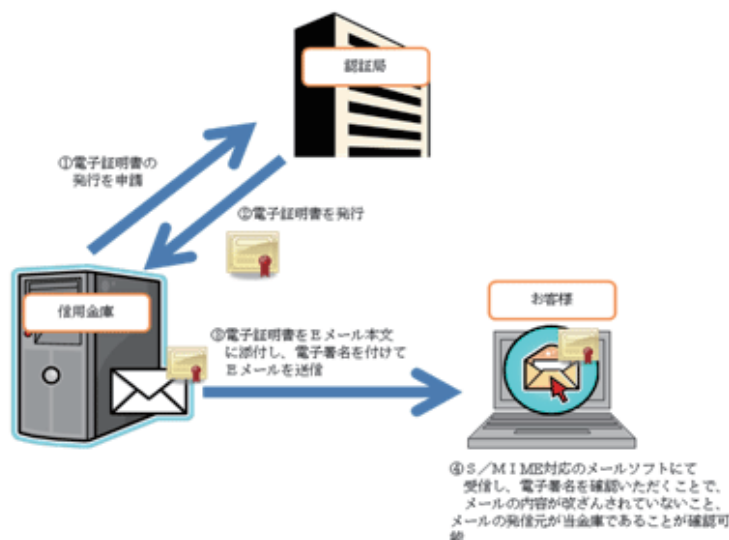 認証局
①電子証明書の
発行を申請
②電子証明書を発行
信用金庫
お客様
③電子証明書をＥメール本文
に添付し、電子署名を付けて
Ｅメールを送信
④Ｓ／ＭＩＭＥ対応のメールソフトにて
受信し、電子署名を確認いただくことで、
メールの内容が改ざんされていないこと、
メールの発信元が当金庫であることが確認可
能